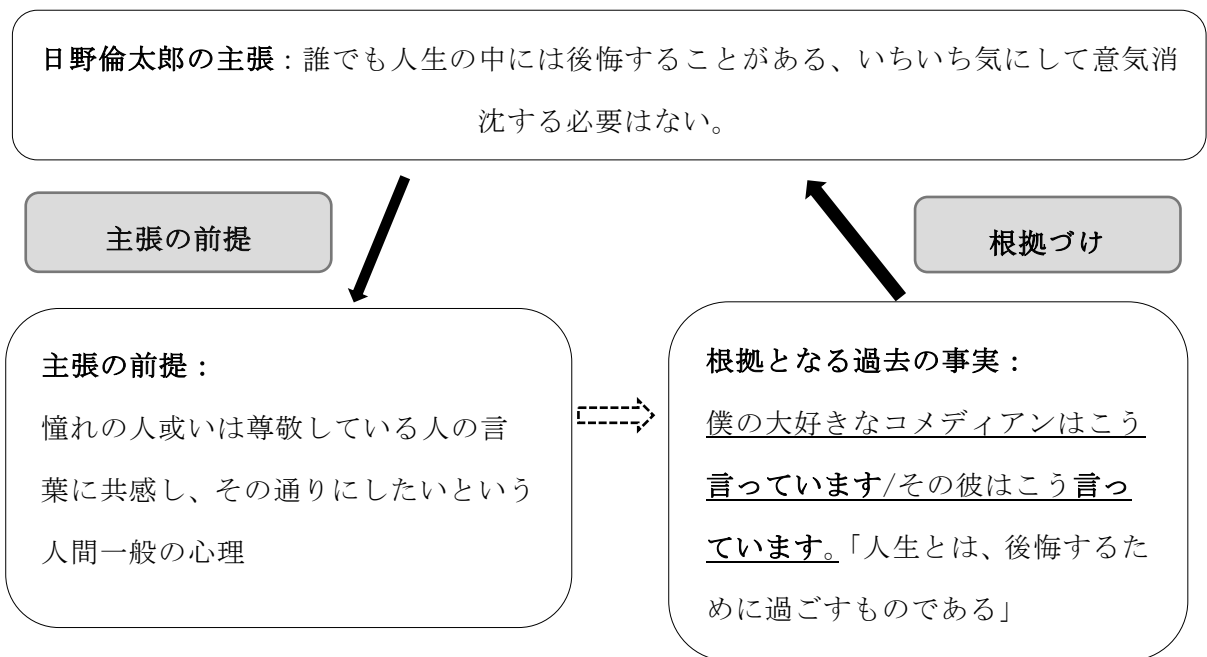 日野倫太郎の主張：誰でも人生の中には後悔することがある、いちいち気にして意気消
沈する必要はない。
主張の前提
根拠づけ
主張の前提：
憧れの人或いは尊敬している人の言
葉に共感し、その通りにしたいという
人間一般の心理
根拠となる過去の事実：
僕の大好きなコメディアンはこう
言っています/その彼はこう言っ
ています。「人生とは、後悔するた
めに過ごすものである」